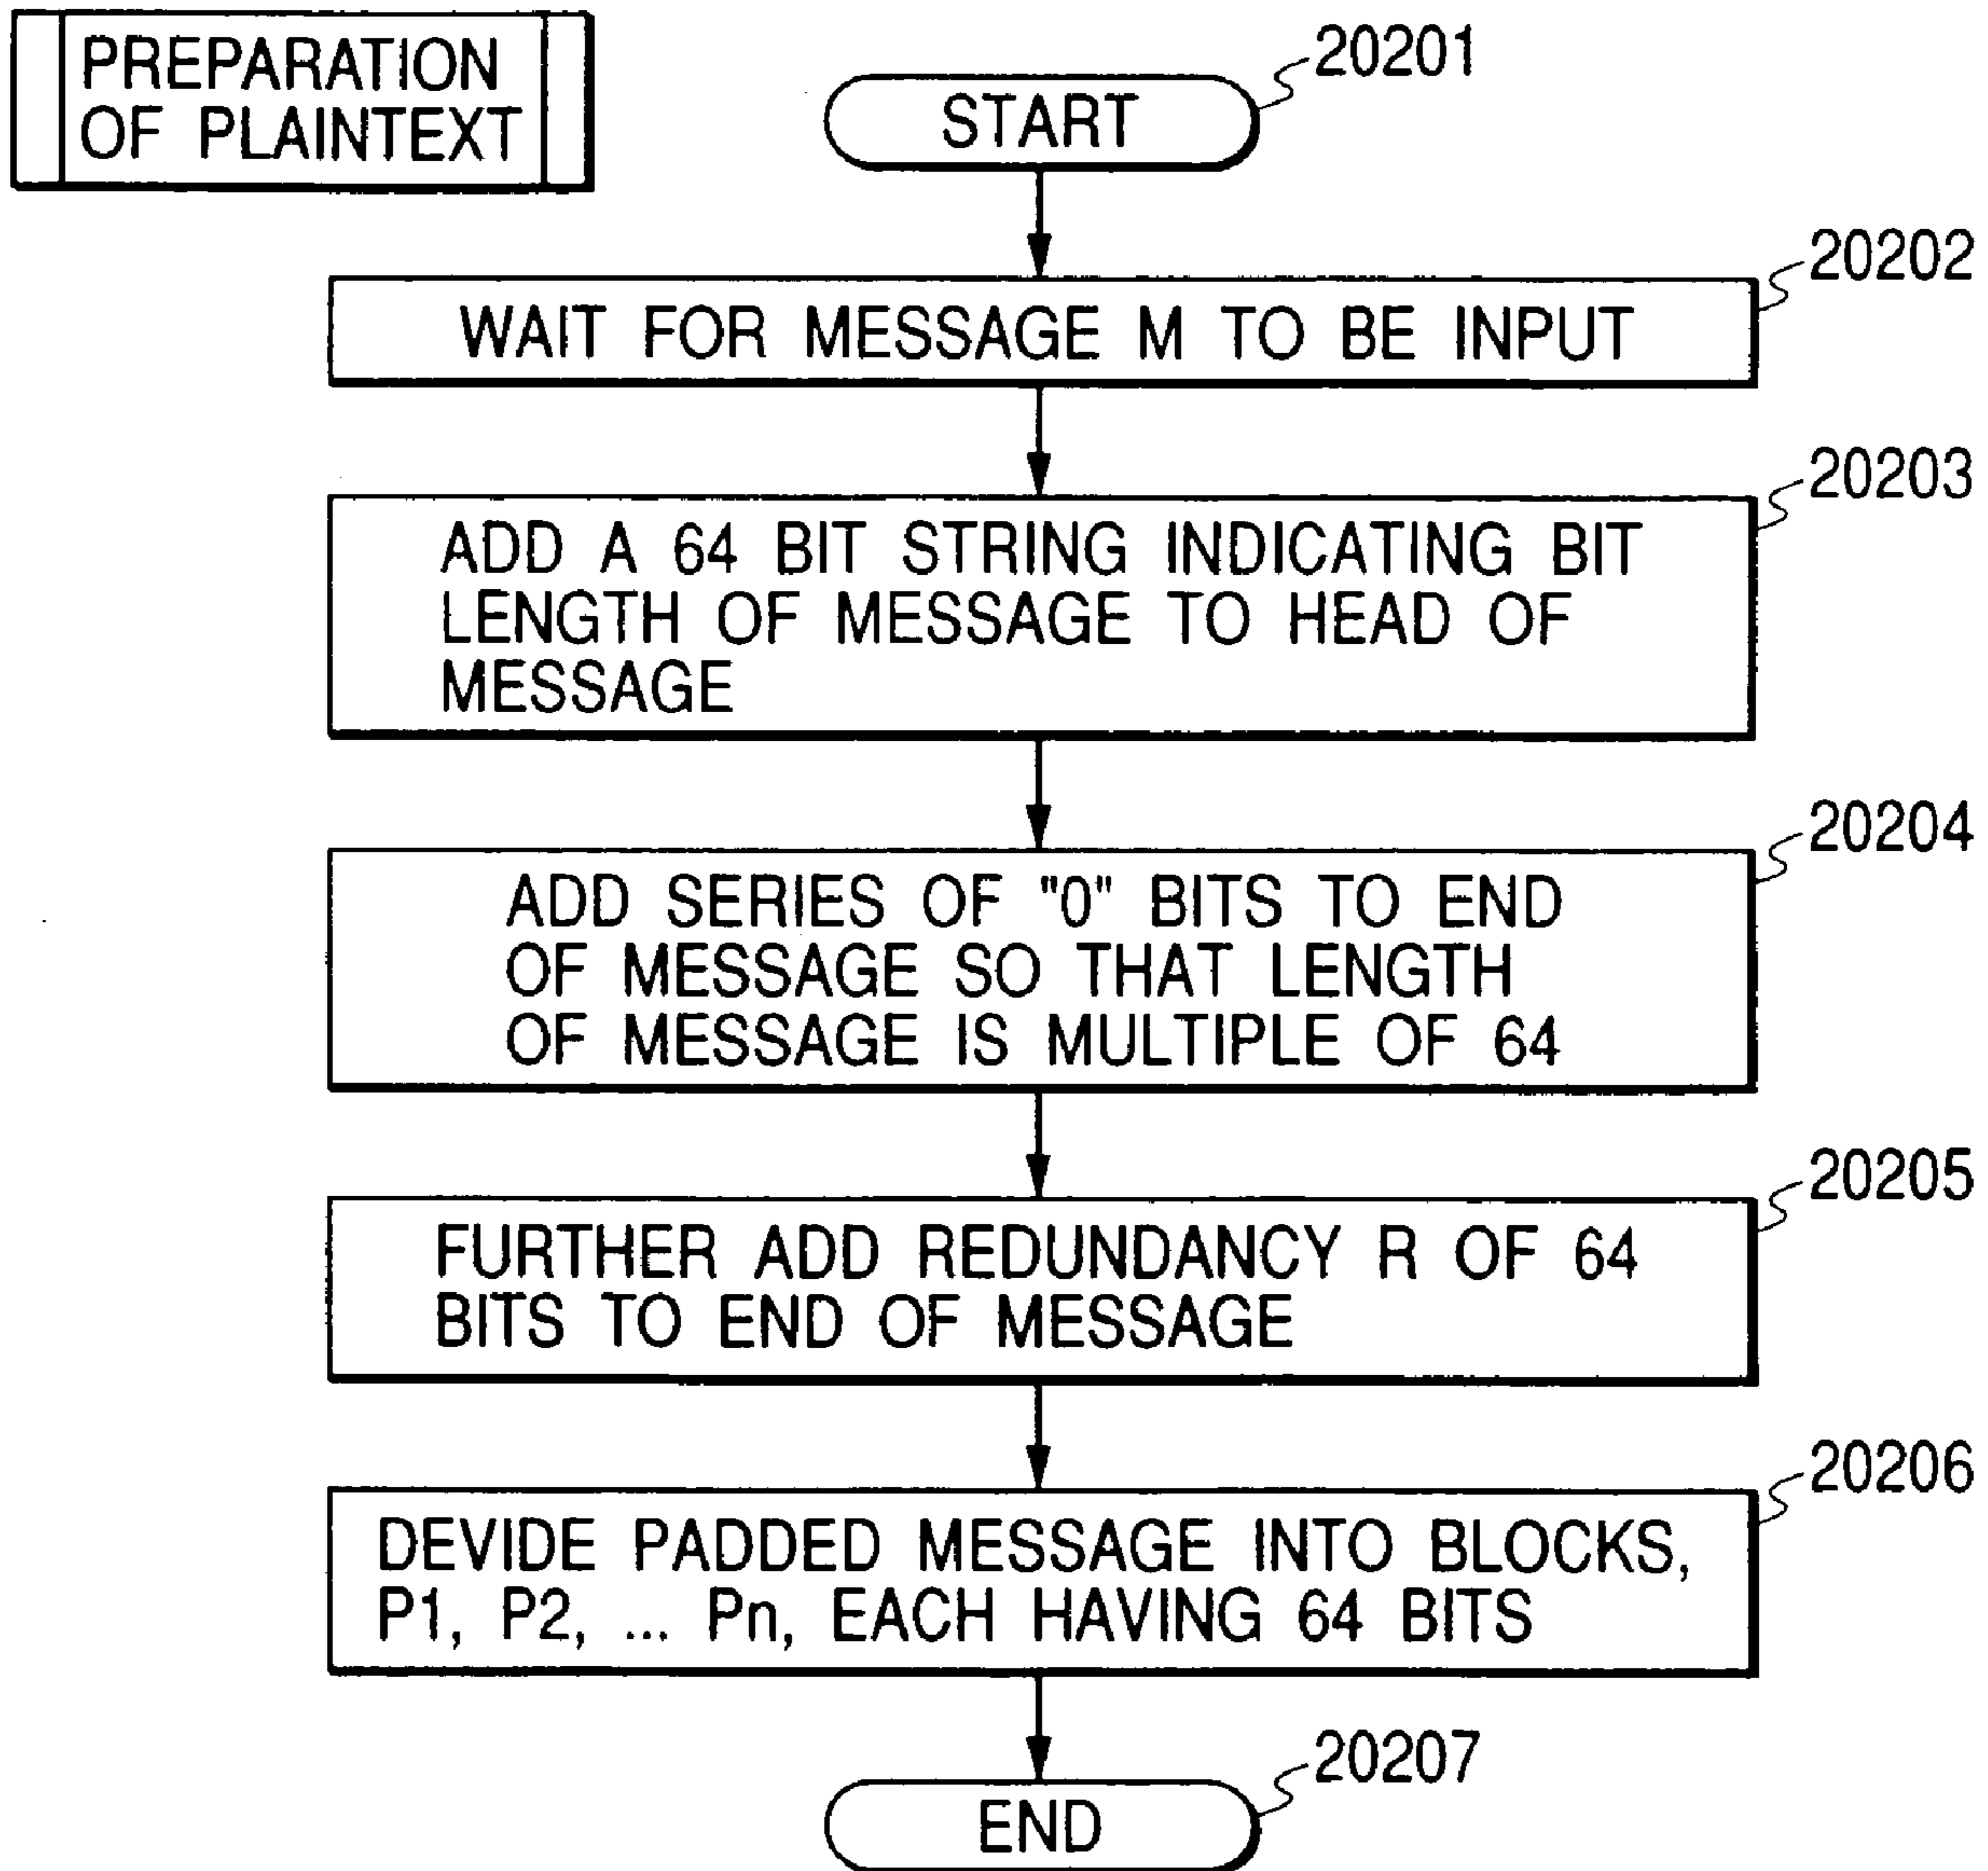 PREPARATION
OF PLAINTEXT
START
20201
WAIT FOR MESSAGE M TO BE INPUT
20202
ADD A 64 BIT STRING INDICATING BIT
LENGTH OF MESSAGE TO HEAD OF
MESSAGE
20203
ADD SERIES OF "0" BITS TO END
OF MESSAGE SO THAT LENGTH
OF MESSAGE IS MULTIPLE OF 64
20204
FURTHER ADD REDUNDANCY R OF 64
BITS TO END OF MESSAGE
20205
DEVIDE PADDED MESSAGE INTO BLOCKS,
P1, P2, ... Pn, EACH HAVING 64 BITS
20206
END
20207